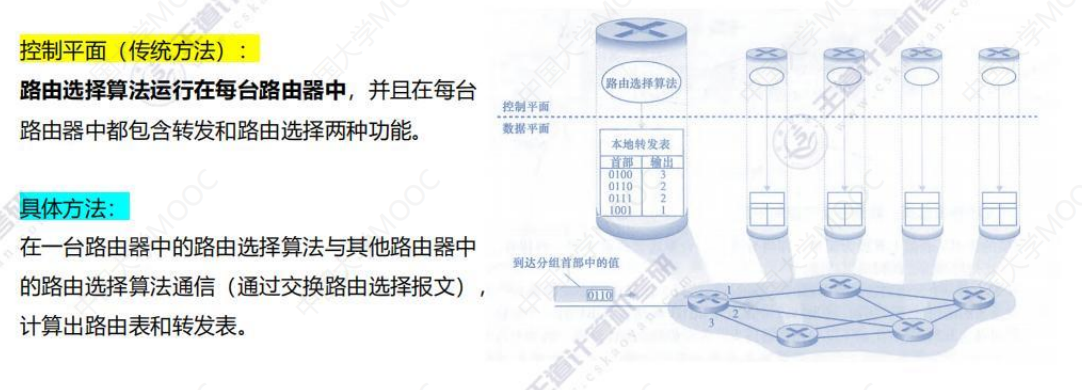 控制平面（传统方法）：
路由选择算法运行在每台路由器中，并且在每台
路由器中都包含转发和路由选择两种功能。
具体方法：
在一台路由器中的路由选择算法与其他路由器中
的路由选择算法通信（通过交换路由选择报文），
计算出路由表和转发表。
路由选择算法
控制平面
数据平面
本地转发表
首部 输出
0100 3
0110 2
0111 2
1001 1
到达分组首部中的值
0110
1
2
3
中国大学MOOC
王道计算机考研
www.cskaoyan.com